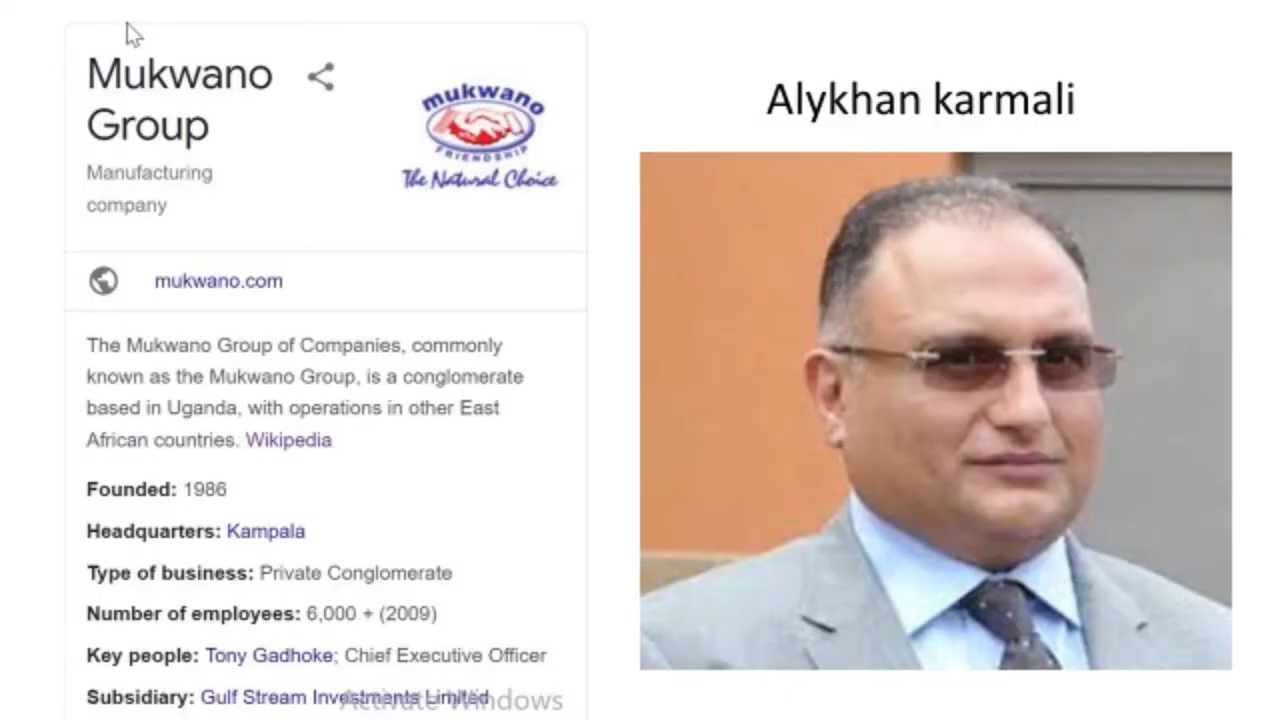 Mukwano
Group
mukwano
FRIENDSHIP
The Natural Choice
Manufacturing
company
mukwano.com
The Mukwano Group of Companies, commonly
known as the Mukwano Group, is a conglomerate
based in Uganda, with operations in other East
African countries. Wikipedia
Founded: 1986
Headquarters: Kampala
Type of business: Private Conglomerate
Number of employees: 6,000 + (2009)
Key people: Tony Gadhoke; Chief Executive Officer
Subsidiary: Gulf Stream Investments Limited
Activate Windows
Alykhan karmali